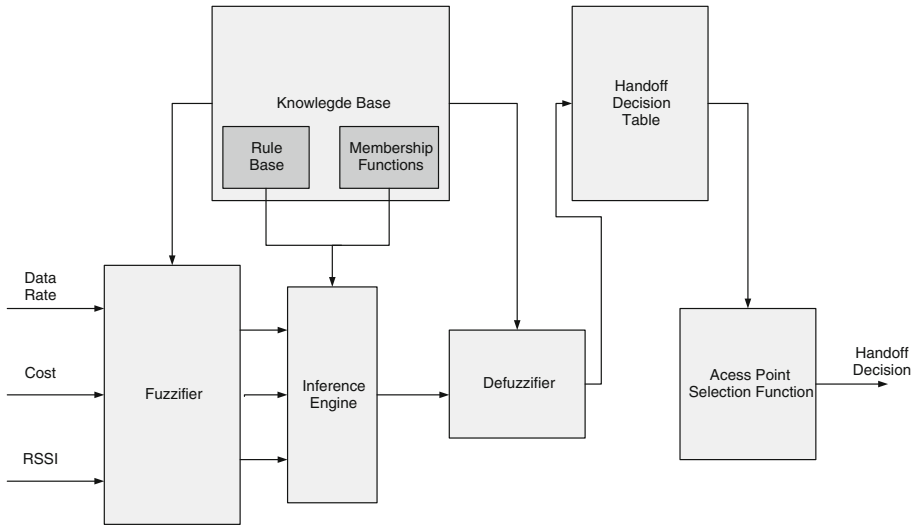 Knowlegde Base
Rule
Base
Membership
Functions
Handoff
Decision
Table
Data
Rate
Cost
RSSI
Fuzzifier
Inference
Engine
Defuzzifier
Acess Point
Selection Function
Handoff
Decision